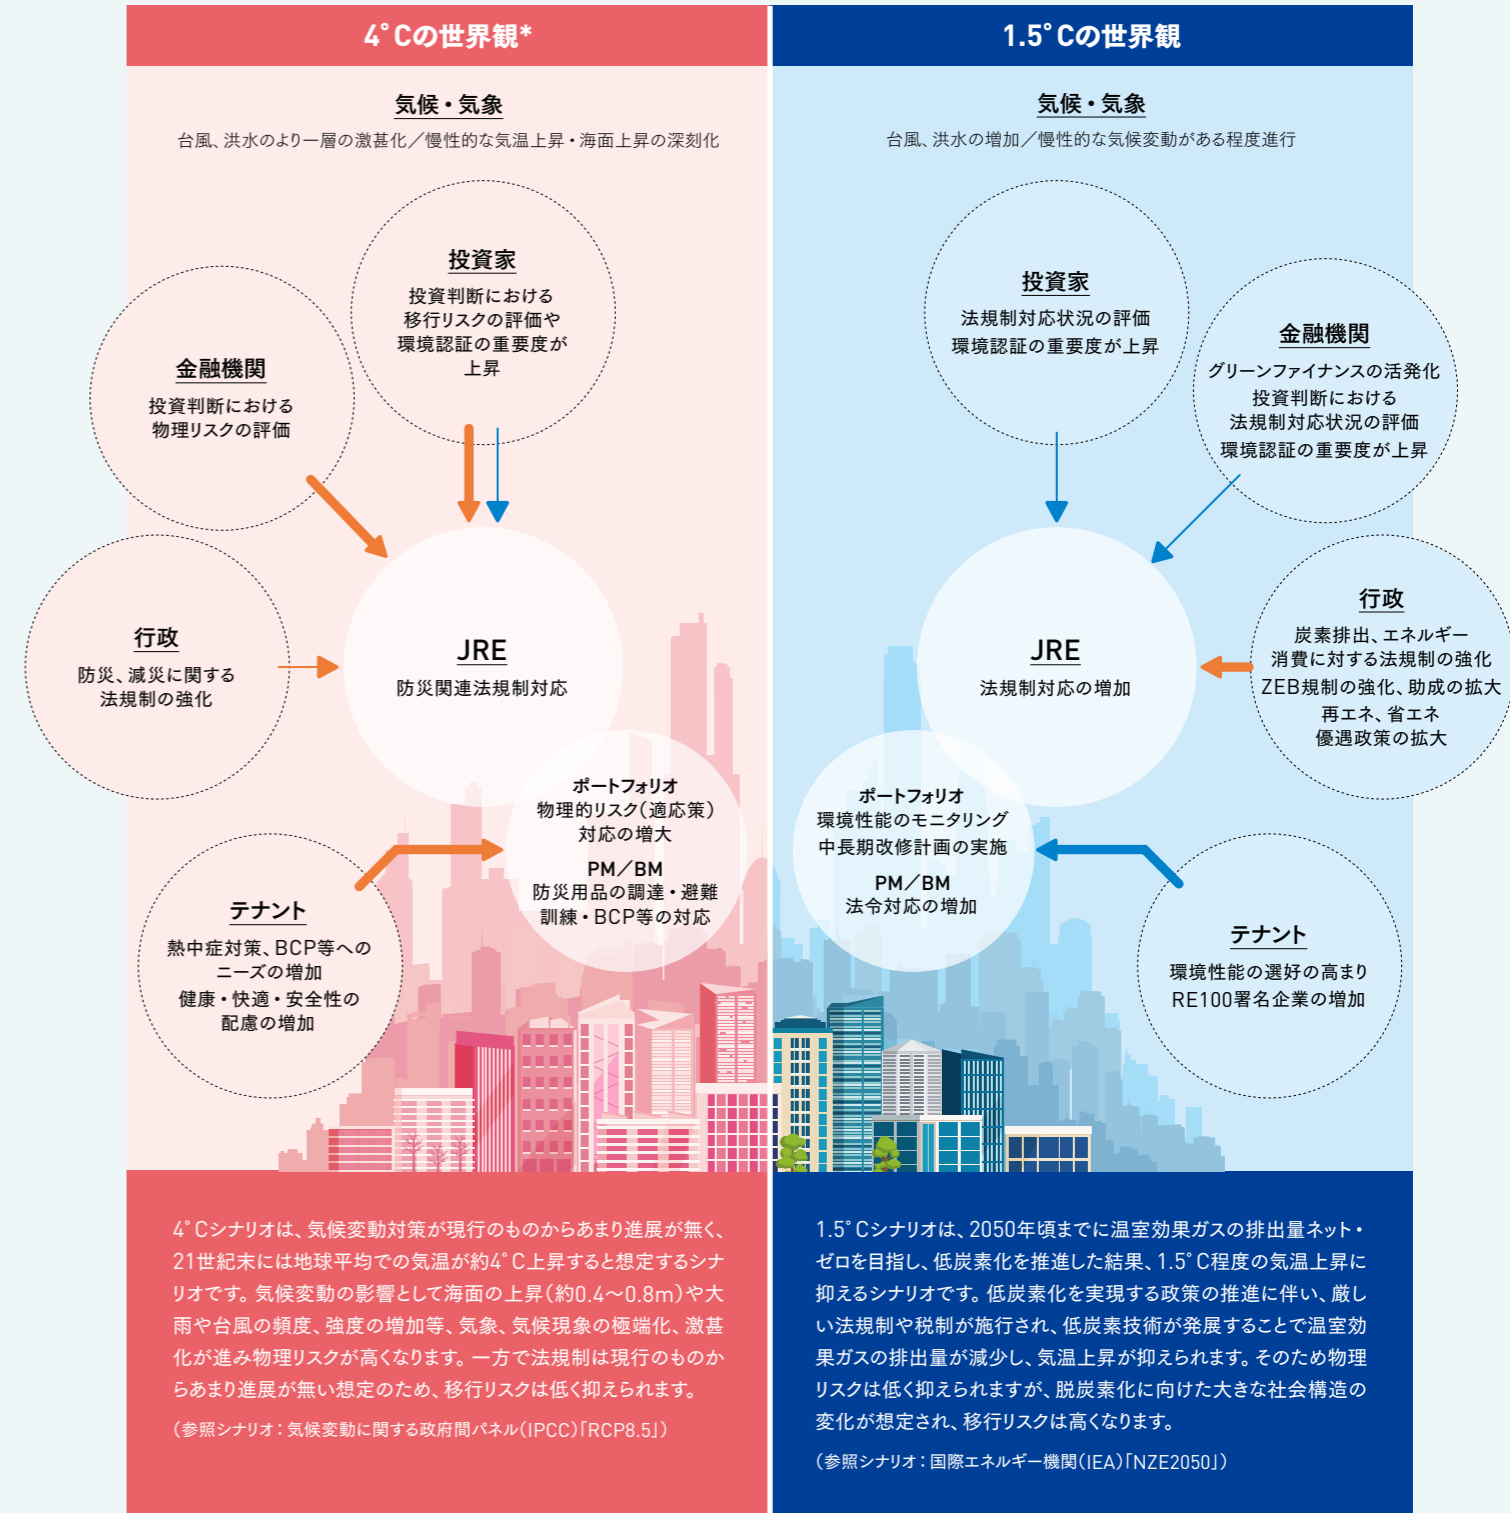 4°Cの世界観*
気候・気象
台風、洪水のより一層の激甚化／慢性的な気温上昇・海面上昇の深刻化
投資家
投資判断における
移行リスクの評価や
環境認証の重要度が
上昇
金融機関
投資判断における
物理リスクの評価
行政
防災、減災に関する
法規制の強化
JRE
防災関連法規制対応
ポートフォリオ
物理的リスク(適応策)
対応の増大
PM／BM
防災用品の調達・避難
訓練・BCP等の対応
テナント
熱中症対策、BCP等への
ニーズの増加
健康・快適・安全性の
配慮の増加
4°Cシナリオは、気候変動対策が現行のものからあまり進展が無く、
21世紀末には地球平均での気温が約4°C上昇すると想定するシナ
リオです。気候変動の影響として海面の上昇(約0.4〜0.8m)や大
雨や台風の頻度、強度の増加等、気象、気候現象の極端化、激甚
化が進み物理リスクが高くなります。一方で法規制は現行のものか
らあまり進展が無い想定のため、移行リスクは低く抑えられます。
(参照シナリオ：気候変動に関する政府間パネル(IPCC)「RCP8.5」)
1.5°Cの世界観
気候・気象
台風、洪水の増加／慢性的な気候変動がある程度進行
投資家
法規制対応状況の評価
環境認証の重要度が上昇
金融機関
グリーンファイナンスの活発化
投資判断における
法規制対応状況の評価
環境認証の重要度が上昇
行政
炭素排出、エネルギー
消費に対する法規制の強化
ZEB規制の強化、助成の拡大
再エネ、省エネ
優遇政策の拡大
JRE
法規制対応の増加
ポートフォリオ
環境性能のモニタリング
中長期改修計画の実施
PM／BM
法令対応の増加
テナント
環境性能の選好の高まり
RE100署名企業の増加
1.5°Cシナリオは、2050年頃までに温室効果ガスの排出量ネット・
ゼロを目指し、低炭素化を推進した結果、1.5°C程度の気温上昇に
抑えるシナリオです。低炭素化を実現する政策の推進に伴い、厳し
い法規制や税制が施行され、低炭素技術が発展することで温室効
果ガスの排出量が減少し、気温上昇が抑えられます。そのため物理
リスクは低く抑えられますが、脱炭素化に向けた大きな社会構造の
変化が想定され、移行リスクは高くなります。
(参照シナリオ：国際エネルギー機関(IEA)「NZE2050」)